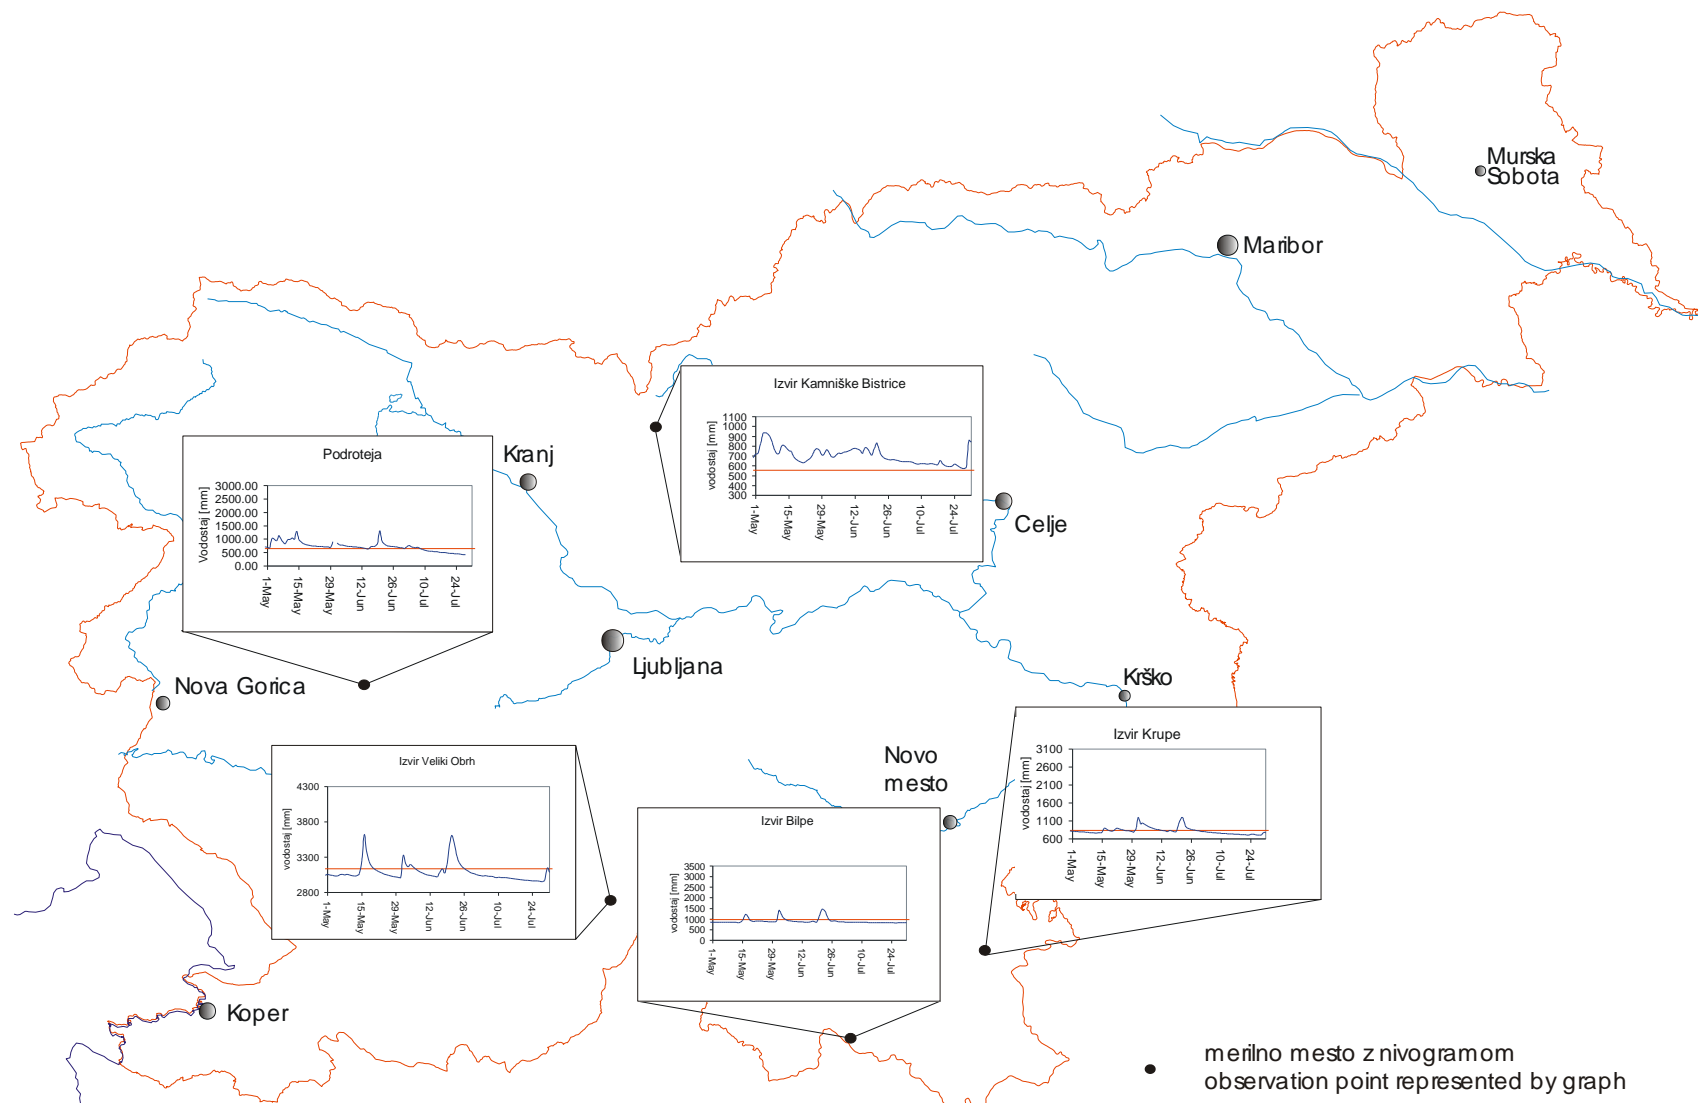 Murska
Sobota
Maribor
Izvir Kamniške Bistrice
vodostaj [mm]
1100
1000
900
800
700
600
500
400
300
1-May
15-May
29-May
12-Jun
26-Jun
10-Jul
24-Jul
Kranj
Podroteja
Vodostaj [mm]
3000.00
2500.00
2000.00
1500.00
1000.00
500.00
0.00
1-May
15-May
29-May
12-Jun
26-Jun
10-Jul
24-Jul
Celje
Ljubljana
Nova Gorica
Krško
Izvir Krupe
vodostaj [mm]
3100
2600
2100
1600
1100
600
1-May
15-May
29-May
12-Jun
26-Jun
10-Jul
24-Jul
Izvir Veliki Obrh
vodostaj [mm]
4300
3800
3300
2800
1-May
15-May
29-May
12-Jun
26-Jun
10-Jul
24-Jul
Novo
mesto
Izvir Bilpe
vodostaj [mm]
3500
3000
2500
2000
1500
1000
500
0
1-May
15-May
29-May
12-Jun
26-Jun
10-Jul
24-Jul
Koper
merilno mesto z nivogramom
observation point represented by graph